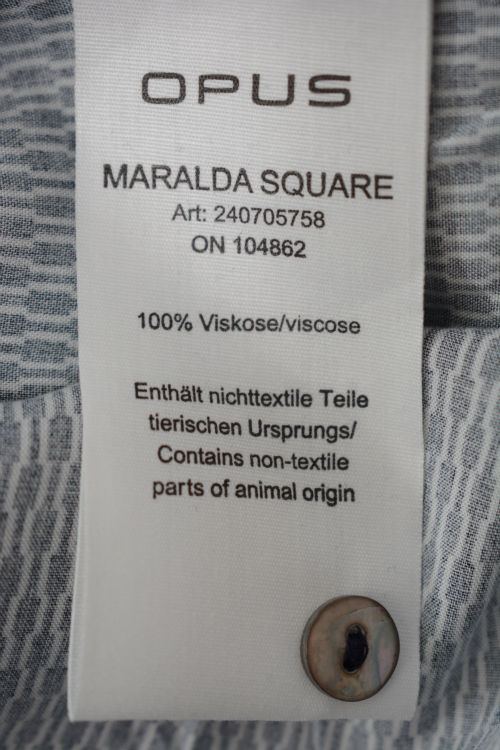 OPUS
MARALDA SQUARE
Art: 240705758
ON 104862
100% Viskose/viscose
Enthält nichttextile Teile
tierischen Ursprungs/
Contains non-textile
parts of animal origin